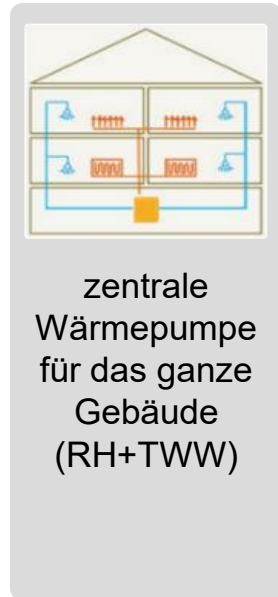 zentrale
Wärmepumpe
für das ganze
Gebäude
(RH+TWW)